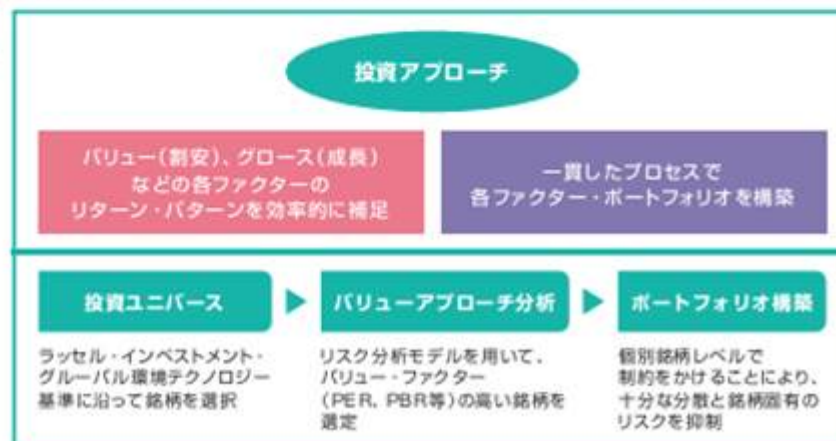 投資アプローチ
バリュー(割安)、グロース(成長)
などの各ファクターの
リターン・パターンを効率的に補足
一貫したプロセスで
各ファクター・ポートフォリオを構築
投資ユニバース
バリューアプローチ分析
ポートフォリオ構築
ラッセル・インベストメント・
グルーバル環境テクノロジー
基準に沿って銘柄を選択
リスク分析モデルを用いて、
バリュー・ファクター
(PER、PBR等)の高い銘柄を
選定
個別銘柄レベルで
制約をかけることにより、
十分な分散と銘柄固有の
リスクを抑制